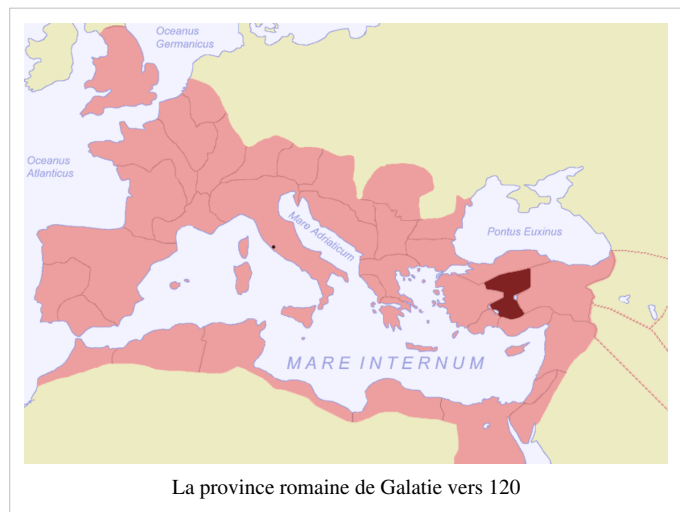 Oceanus
Germanicus
Oceanus
Atlanticus
Mare Adriaticum
Pontus Euxinus
MARE INTERNUM
La province romaine de Galatie vers 120